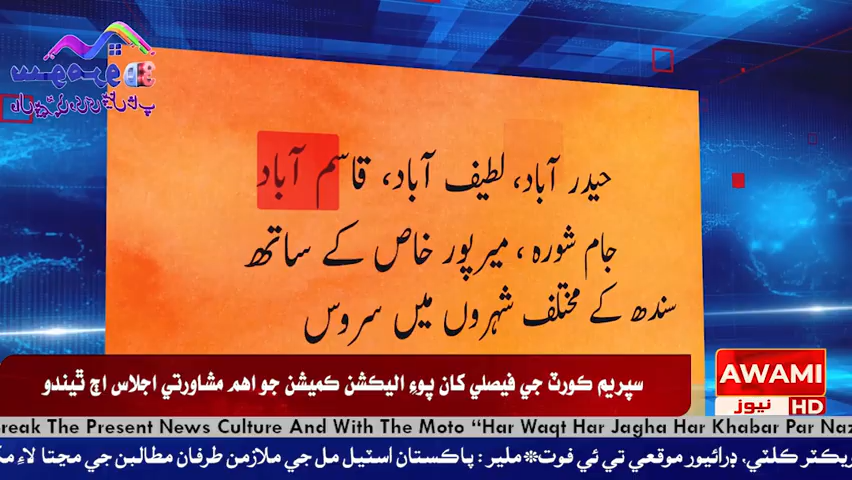 حیدر آباد، لطیف آباد، قاسم آباد
جام شورہ ، میرپور خاص کے ساتھ
سندھ کے مختلف شہروں میں سروس
سپريم ڪورٽ جي فيصلي کان پوءِ اليڪشن ڪميشن جو اهم مشاورتي اجلاس اڄ ٿيندو
AWAMI
نیوز HD
reak The Present News Culture And With The Moto “Har Waqt Har Jagha Har Khabar Par Naz
ريڪٽر ڪلٽي، ڊرائيور موقعي تي ئي فوت❋ملير : پاڪستان اسٽيل مل جي ملازمن طرفان مطالبن جي مڃتا لاءِ